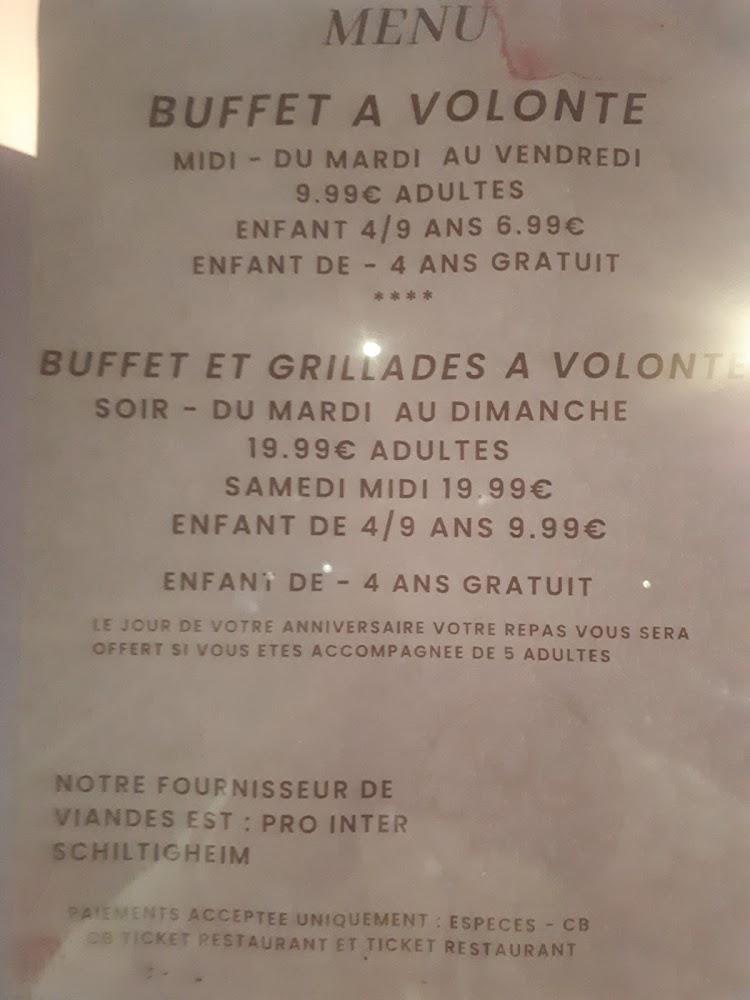 MENU
BUFFET A VOLONTE
MIDI - DU MARDI AU VENDREDI
9.99€ ADULTES
ENFANT 4/9 ANS 6.99€
ENFANT DE - 4 ANS GRATUIT
****
BUFFET ET GRILLADES A VOLONTE
SOIR - DU MARDI AU DIMANCHE
19.99€ ADULTES
SAMEDI MIDI 19.99€
ENFANT DE 4/9 ANS 9.99€
ENFANT DE - 4 ANS GRATUIT
LE JOUR DE VOTRE ANNIVERSAIRE VOTRE REPAS VOUS SERA
OFFERT SI VOUS ETES ACCOMPAGNEE DE 5 ADULTES
NOTRE FOURNISSEUR DE
VIANDES EST : PRO INTER
SCHILTIGHEIM
PAIEMENTS ACCEPTEE UNIQUEMENT : ESPECES - CB
CB TICKET RESTAURANT ET TICKET RESTAURANT